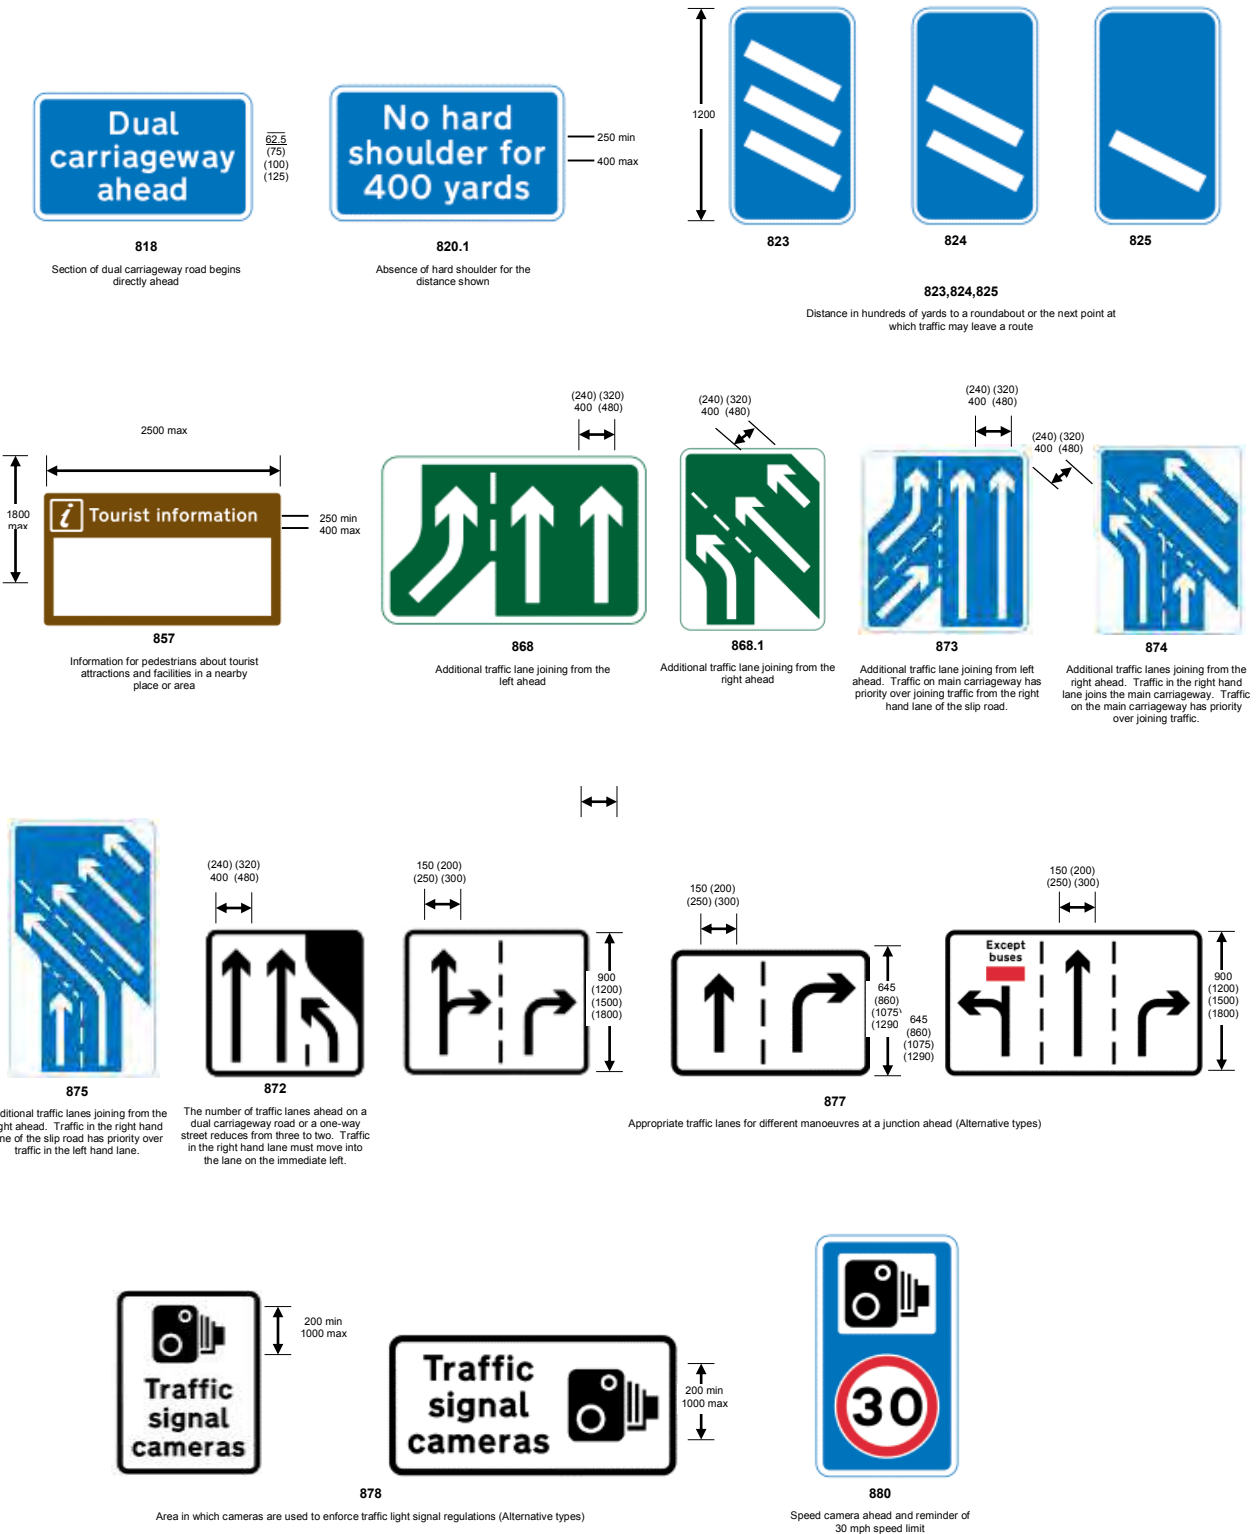 Dual
carriageway
ahead
62.5
(75)
(100)
(125)
818
Section of dual carriageway road begins
directly ahead
No hard
shoulder for
400 yards
250 min
400 max
820.1
Absence of hard shoulder for the
distance shown
1200
823
824
825
823,824,825
Distance in hundreds of yards to a roundabout or the next point at
which traffic may leave a route
2500 max
1800
max
i Tourist information
250 min
400 max
857
Information for pedestrians about tourist
attractions and facilities in a nearby
place or area
(240) (320)
400 (480)
868
Additional traffic lane joining from the
left ahead
(240) (320)
400 (480)
868.1
Additional traffic lane joining from the
right ahead
(240) (320)
400 (480)
873
Additional traffic lane joining from left
ahead. Traffic on main carriageway has
priority over joining traffic from the right
hand lane of the slip road.
(240) (320)
400 (480)
874
Additional traffic lanes joining from the
right ahead. Traffic in the right hand
lane joins the main carriageway. Traffic
on the main carriageway has priority
over joining traffic.
875
ditional traffic lanes joining from the
ght ahead. Traffic in the right hand
ne of the slip road has priority over
traffic in the left hand lane.
(240) (320)
400 (480)
872
The number of traffic lanes ahead on a
dual carriageway road or a one-way
street reduces from three to two. Traffic
in the right hand lane must move into
the lane on the immediate left.
150 (200)
(250) (300)
900
(1200)
(1500)
(1800)
150 (200)
(250) (300)
645
(860)
(1075)
(1290
645
(860)
(1075)
(1290)
150 (200)
(250) (300)
Except
buses
900
(1200)
(1500)
(1800)
877
Appropriate traffic lanes for different manoeuvres at a junction ahead (Alternative types)
Traffic
signal
cameras
200 min
1000 max
Traffic
signal
cameras
200 min
1000 max
878
Area in which cameras are used to enforce traffic light signal regulations (Alternative types)
30
880
Speed camera ahead and reminder of
30 mph speed limit